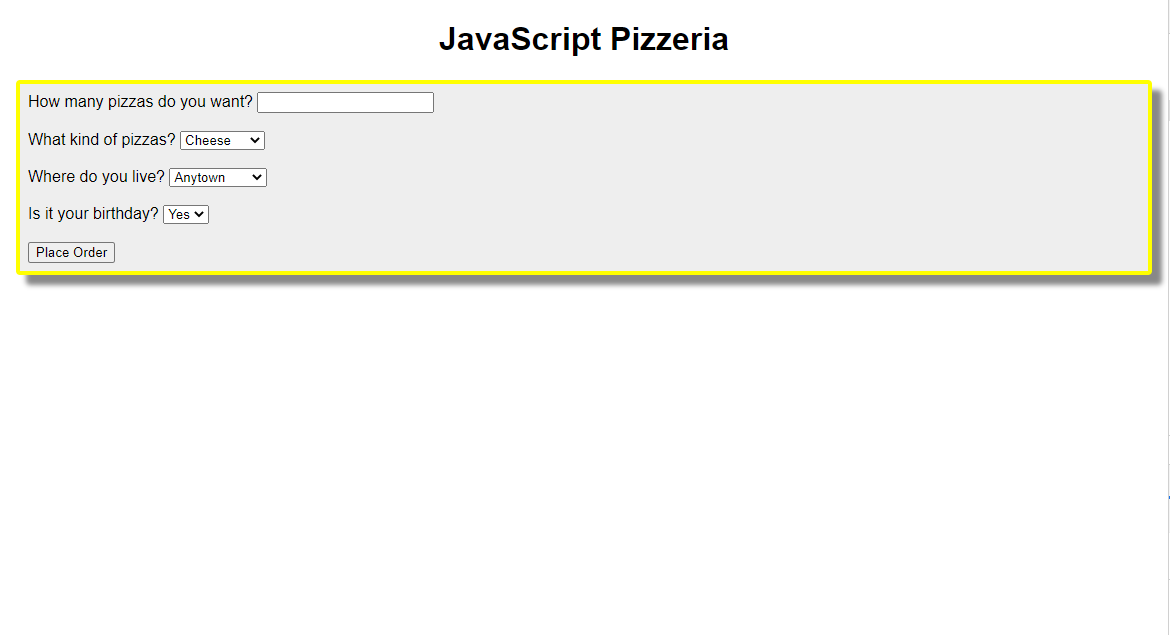 JavaScript Pizzeria
How many pizzas do you want?
What kind of pizzas? Cheese
Where do you live? Anytown
Is it your birthday? Yes
Place Order